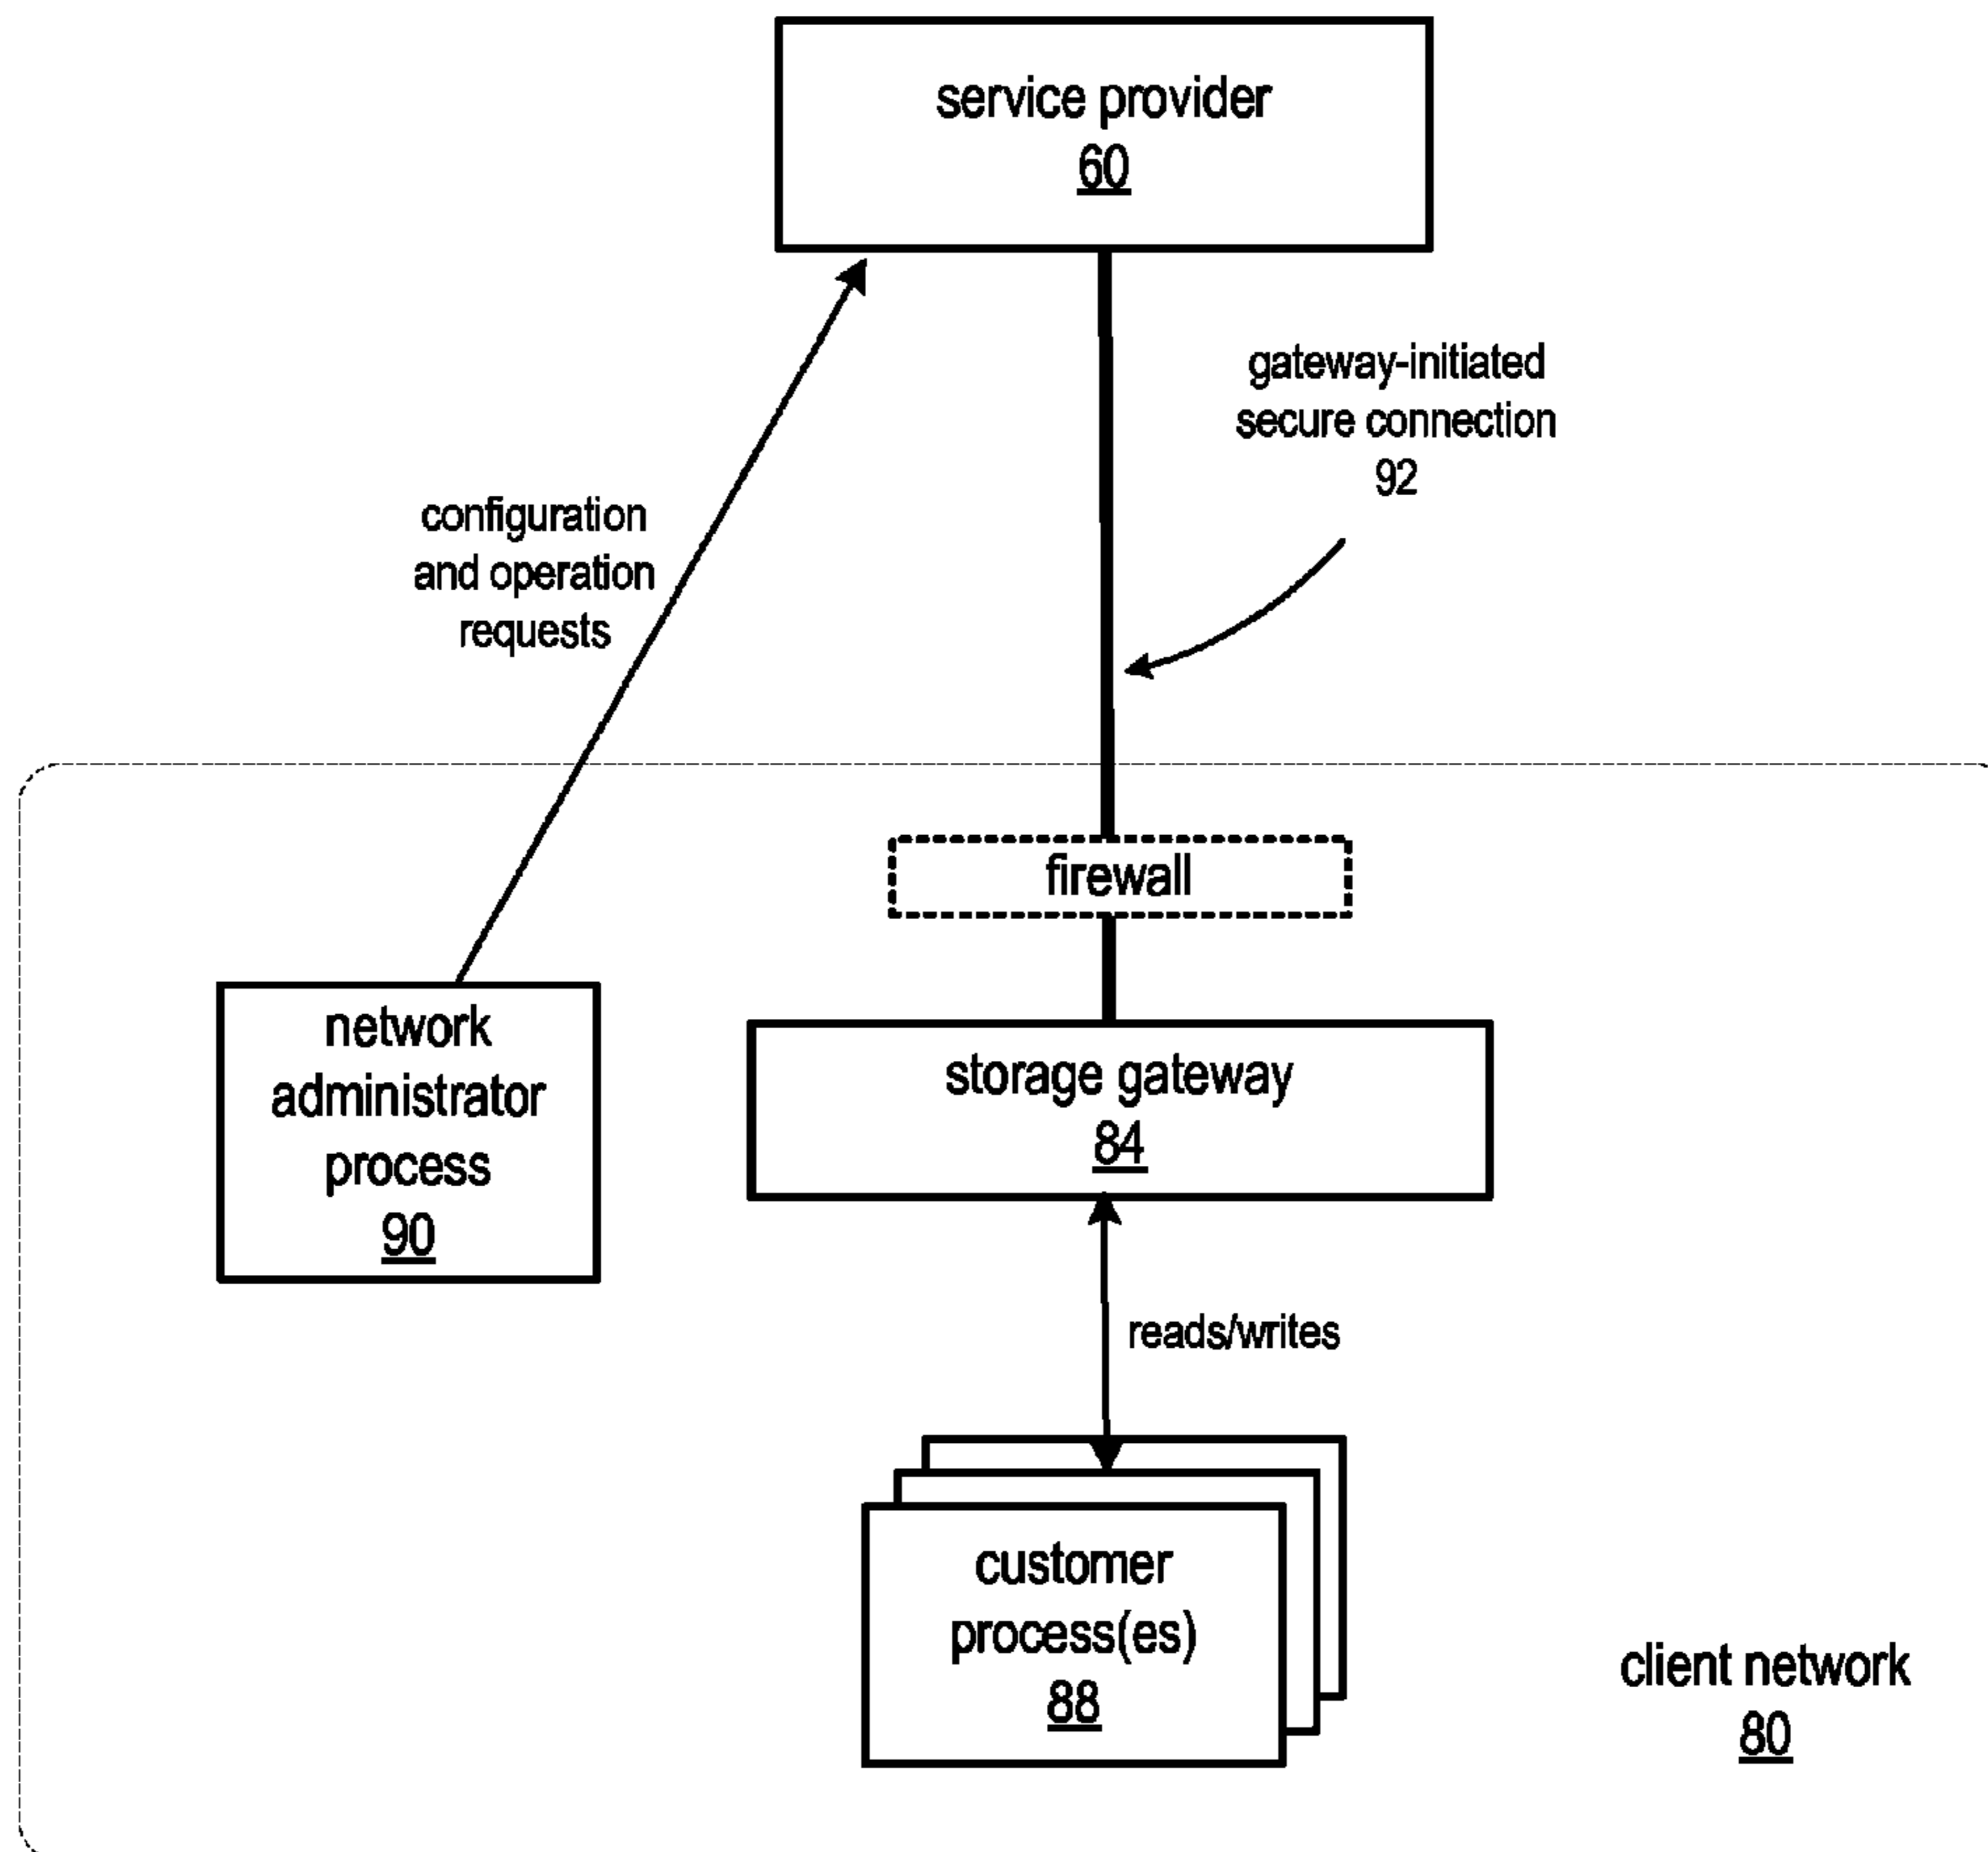 service provider
60
gateway-initiated
secure connection
92
configuration
and operation
requests
firewall
network
administrator
process
90
storage gateway
84
reads/writes
customer
process(es)
88
client network
80